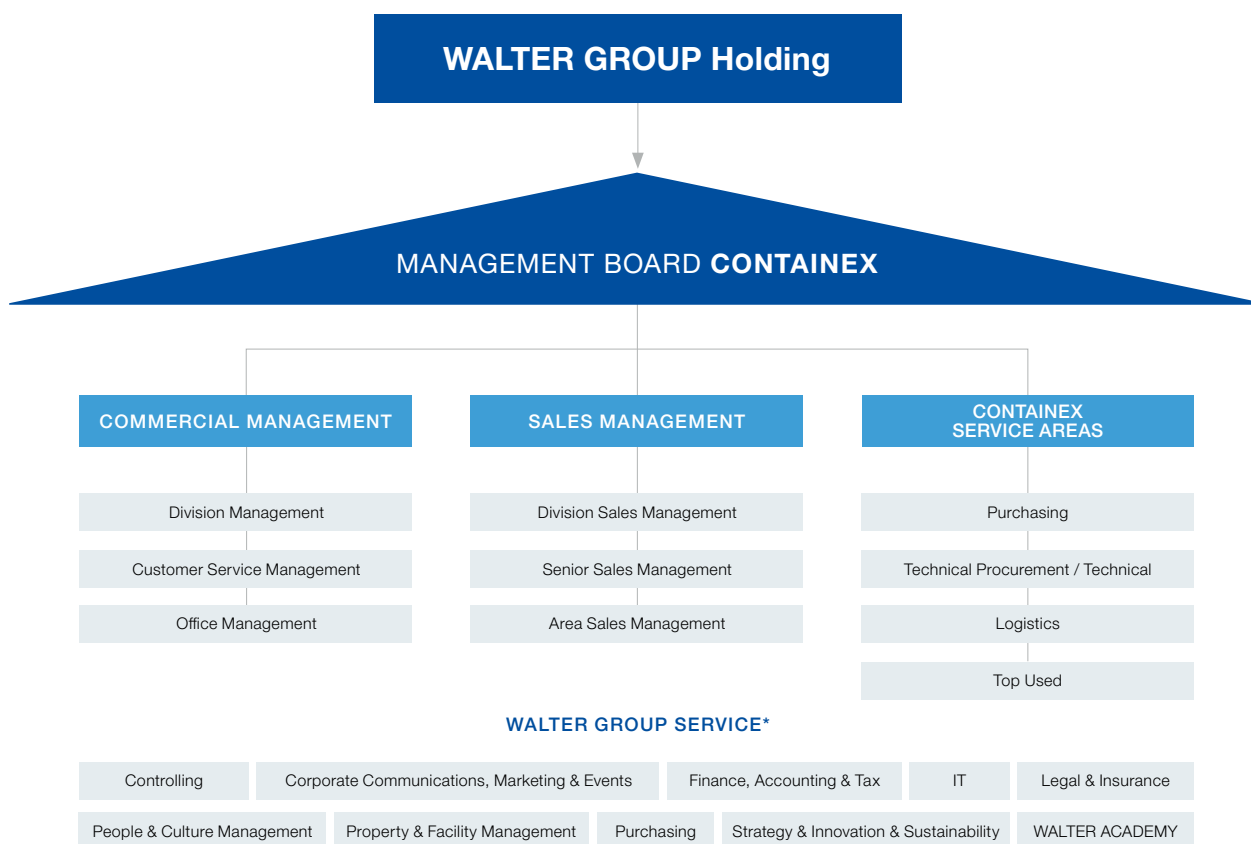 WALTER GROUP Holding
MANAGEMENT BOARD CONTAINEX
COMMERCIAL MANAGEMENT
Division Management
Customer Service Management
Office Management
SALES MANAGEMENT
Division Sales Management
Senior Sales Management
Area Sales Management
CONTAINEX
SERVICE AREAS
Purchasing
Technical Procurement / Technical
Logistics
Top Used
WALTER GROUP SERVICE*
Controlling
Corporate Communications, Marketing & Events
Finance, Accounting & Tax
IT
Legal & Insurance
People & Culture Management
Property & Facility Management
Purchasing
Strategy & Innovation & Sustainability
WALTER ACADEMY